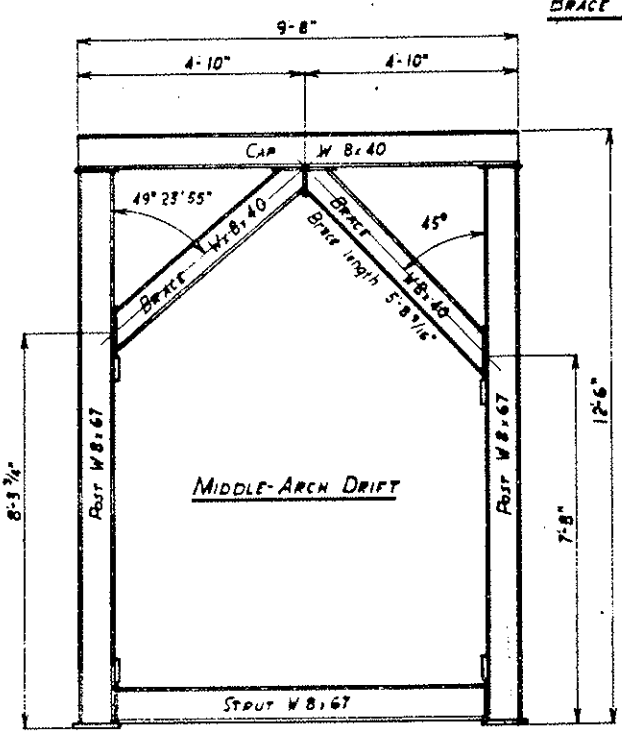 BRACE
9-8"
4-10" 4-10"
CAP W 8x40
49° 23'55"
45°
BRACE Wx8x40
BRACE W8x40
Brace length 5'-8 9/16"
POST W 8x67
POST W 8x67
12'-6"
8'-3 3/4"
7'-8"
MIDDLE-ARCH DRIFT
STRUT W 8x67